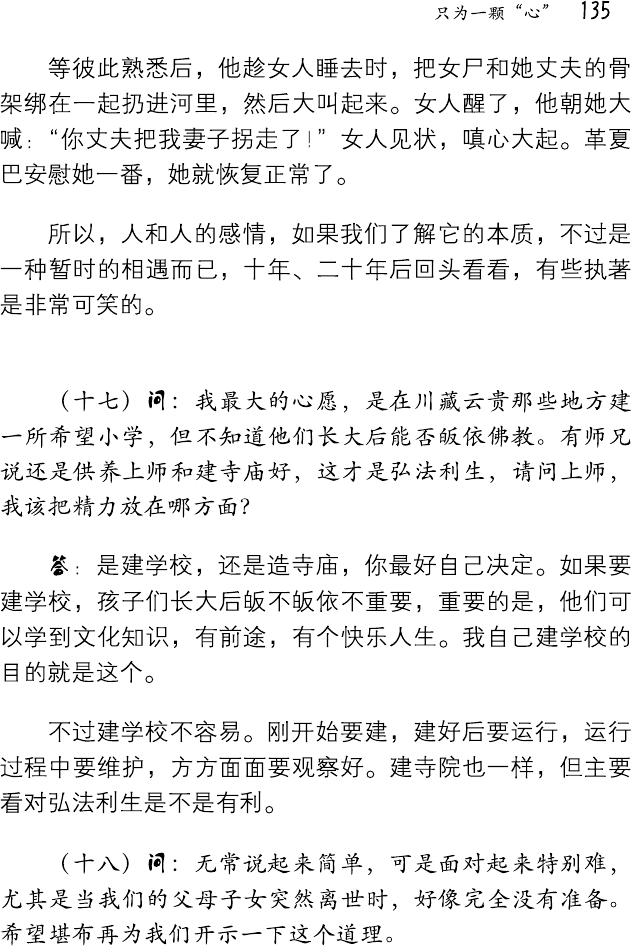 只为一颗“心” 135
等彼此熟悉后，他趁女人睡去时，把女尸和她丈夫的骨
架绑在一起扔进河里，然后大叫起来。女人醒了，他朝她大
喊：“你丈夫把我妻子拐走了！”女人见状，嗔心大起。革夏
巴安慰她一番，她就恢复正常了。
所以，人和人的感情，如果我们了解它的本质，不过是
一种暂时的相遇而已，十年、二十年后回头看看，有些执著
是非常可笑的。
（十七）问：我最大的心愿，是在川藏云贵那些地方建
一所希望小学，但不知道他们长大后能否皈依佛教。有师兄
说还是供养上师和建寺庙好，这才是弘法利生，请问上师，
我该把精力放在哪方面？
答：是建学校，还是造寺庙，你最好自己决定。如果要
建学校，孩子们长大后皈不皈依不重要，重要的是，他们可
以学到文化知识，有前途，有个快乐人生。我自己建学校的
目的就是这个。
不过建学校不容易。刚开始要建，建好后要运行，运行
过程中要维护，方方面面要观察好。建寺院也一样，但主要
看对弘法利生是不是有利。
（十八）问：无常说起来简单，可是面对起来特别难，
尤其是当我们的父母子女突然离世时，好像完全没有准备。
希望堪布再为我们开示一下这个道理。